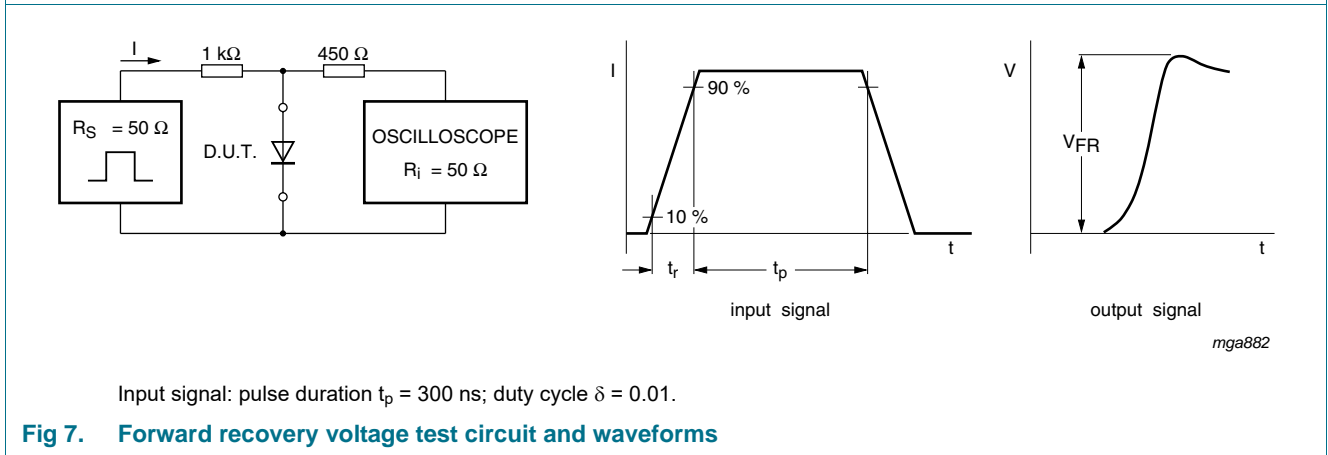 I
1 kΩ
450 Ω
RS = 50 Ω
D.U.T.
OSCILLOSCOPE
Ri = 50 Ω
I
90 %
10 %
t
tr
tp
input signal
V
VFR
t
output signal
mga882
Input signal: pulse duration tp = 300 ns; duty cycle δ = 0.01.
Fig 7. Forward recovery voltage test circuit and waveforms